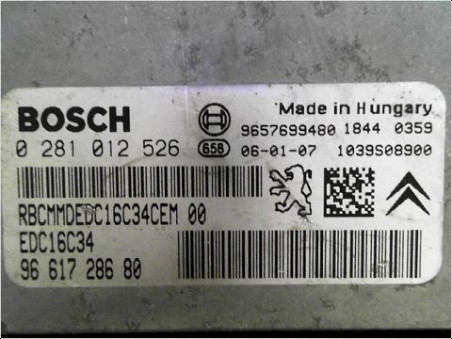 BOSCH
Made in Hungary
9657699480 1844 0359
0 281 012 526 658 06-01-07 1039S08900
RBCMMDEDC16C34CEM 00
EDC16C34
96 617 286 80